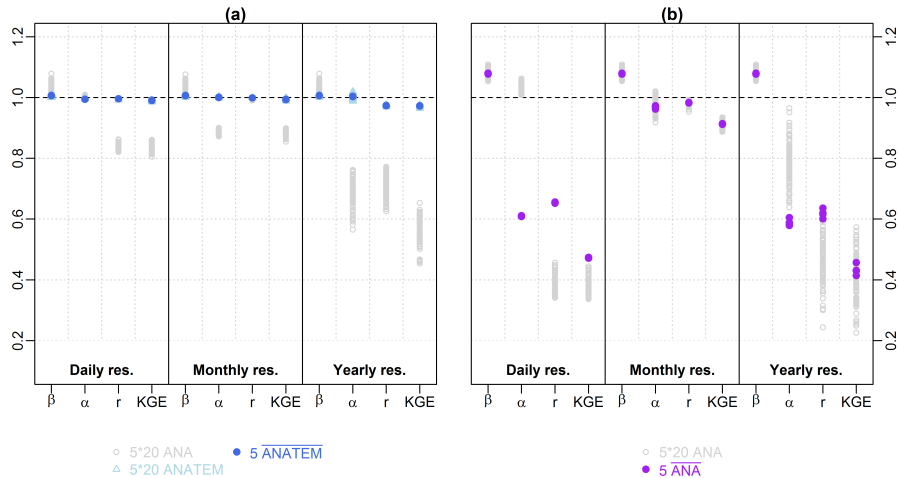 (a) (b)
1.2 1.2
1.0 1.0
0.8 0.8
0.6 0.6
0.4 0.4
0.2 0.2
Daily res. Monthly res. Yearly res. Daily res. Monthly res. Yearly res.
β α r KGE β α r KGE β α r KGE β α r KGE β α r KGE β α r KGE
5*20 ANA 5 ANATEM 5*20 ANA
5*20 ANATEM 5 ANA